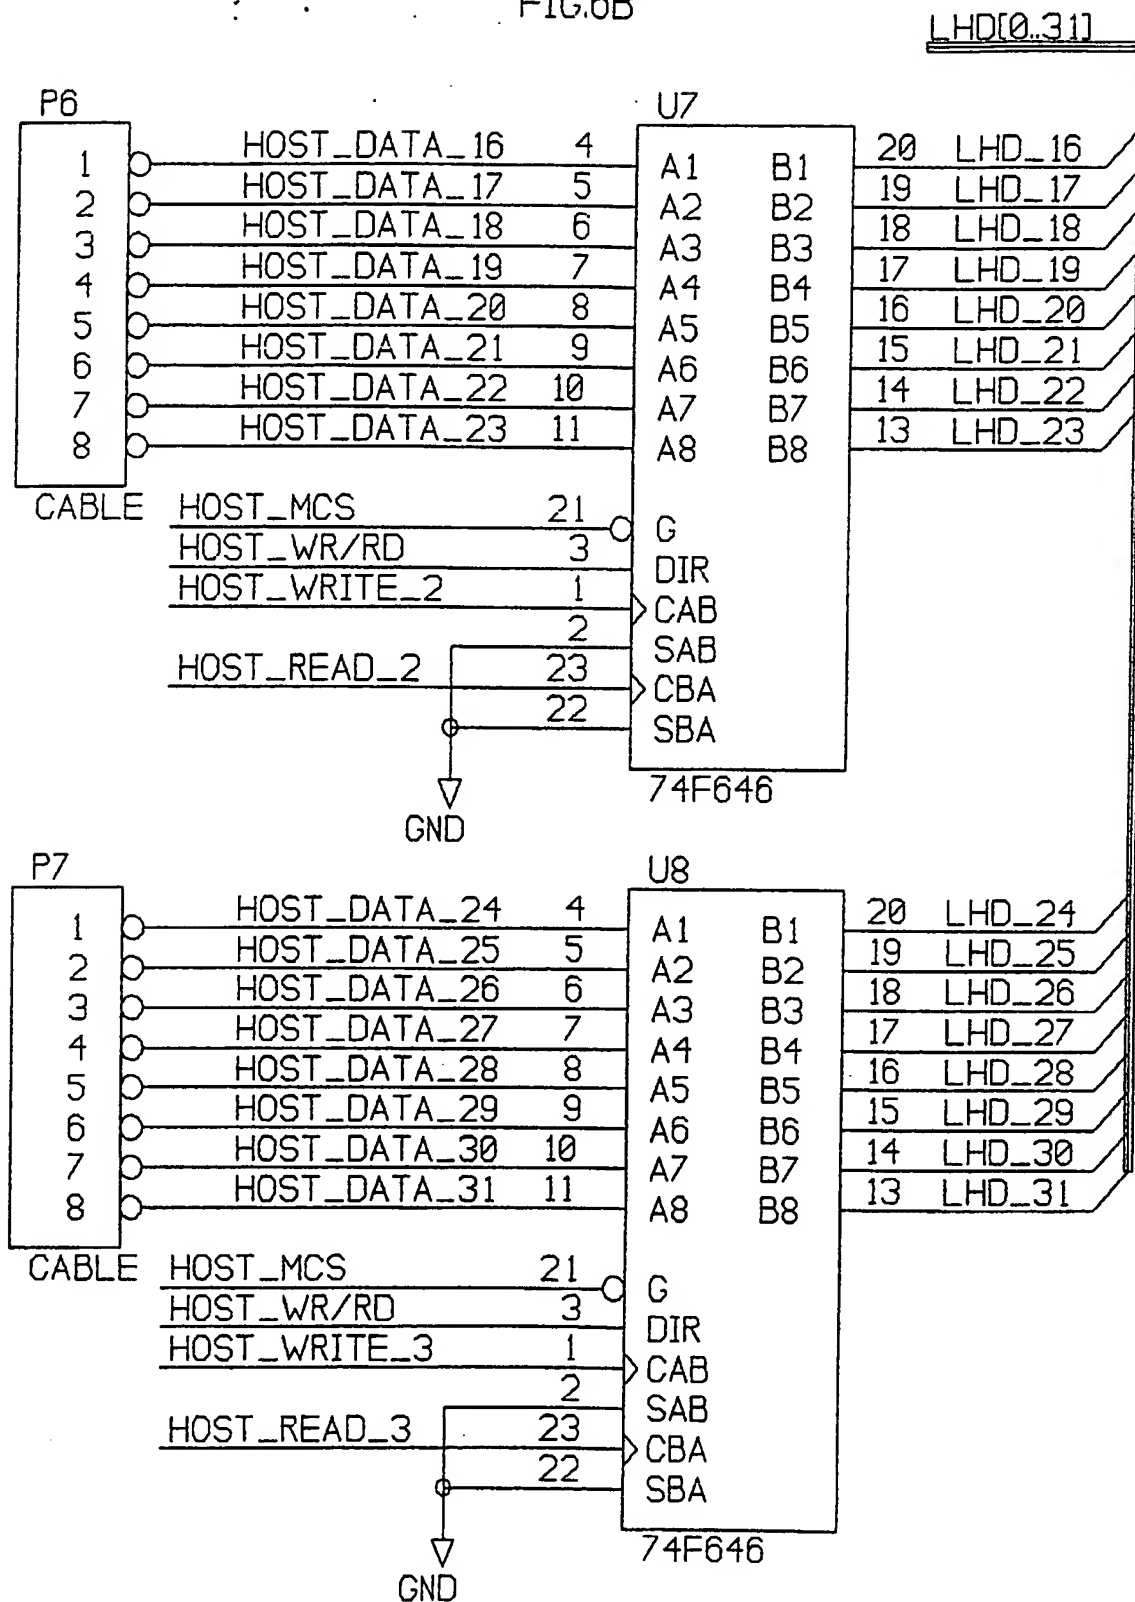 FIG.6B
LHD[0..31]
P6 U7
1 HOST_DATA_16 4 A1 B1 20 LHD_16
2 HOST_DATA_17 5 A2 B2 19 LHD_17
3 HOST_DATA_18 6 A3 B3 18 LHD_18
4 HOST_DATA_19 7 A4 B4 17 LHD_19
5 HOST_DATA_20 8 A5 B5 16 LHD_20
6 HOST_DATA_21 9 A6 B6 15 LHD_21
7 HOST_DATA_22 10 A7 B7 14 LHD_22
8 HOST_DATA_23 11 A8 B8 13 LHD_23
CABLE HOST_MCS 21 G
HOST_WR/RD 3 DIR
HOST_WRITE_2 1 CAB
2 SAB
HOST_READ_2 23 CBA
22 SBA
74F646
GND
P7 U8
1 HOST_DATA_24 4 A1 B1 20 LHD_24
2 HOST_DATA_25 5 A2 B2 19 LHD_25
3 HOST_DATA_26 6 A3 B3 18 LHD_26
4 HOST_DATA_27 7 A4 B4 17 LHD_27
5 HOST_DATA_28 8 A5 B5 16 LHD_28
6 HOST_DATA_29 9 A6 B6 15 LHD_29
7 HOST_DATA_30 10 A7 B7 14 LHD_30
8 HOST_DATA_31 11 A8 B8 13 LHD_31
CABLE HOST_MCS 21 G
HOST_WR/RD 3 DIR
HOST_WRITE_3 1 CAB
2 SAB
HOST_READ_3 23 CBA
22 SBA
74F646
GND